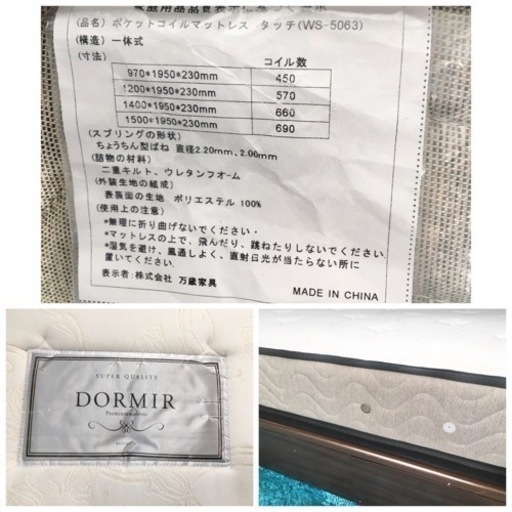 家庭用品品質表示に基づく表示
(品名) ポケットコイルマットレス タッチ(WS-5063)
(構造) 一体式
(寸法)
コイル数
970*1950*230mm 450
1200*1950*230mm 570
1400*1950*230mm 660
1500*1950*230mm 690
(スプリングの形状)
ちょうちん型ばね 直径2.20mm、2.00mm
(詰物の材料)
二重キルト、ウレタンフオーム
(外装生地の組成)
表裏面の生地 ポリエステル 100%
(使用上の注意)
*無理に折り曲げないでください・
*マットレスの上で、飛んだり、跳ねたりしないでください。
*湿気を避け、風通しよく、直射日光が当たらない所に
置いてください.
表示者:株式会社 万歳家具
MADE IN CHINA
SUPER QUALITY
DORMIR